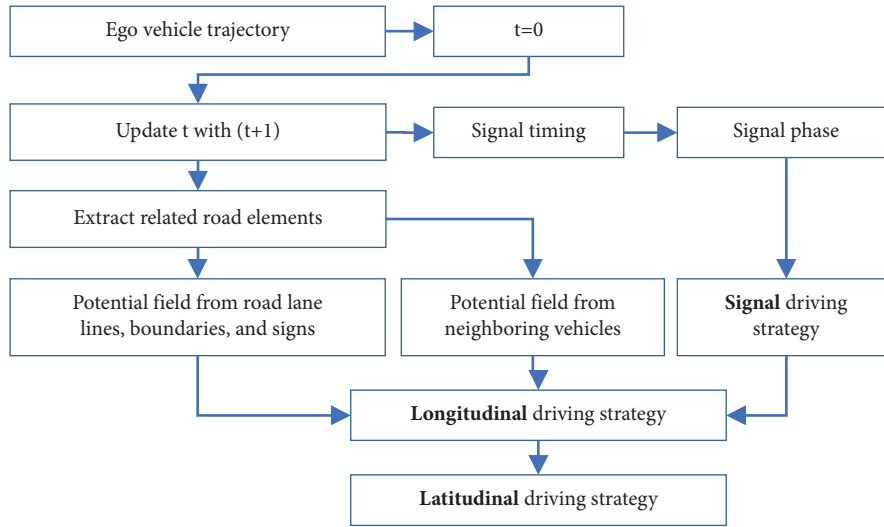 Ego vehicle trajectory
t=0
Update t with (t+1)
Signal timing
Signal phase
Extract related road elements
Potential field from road lane
lines, boundaries, and signs
Potential field from
neighboring vehicles
Signal driving
strategy
Longitudinal driving strategy
Latitudinal driving strategy